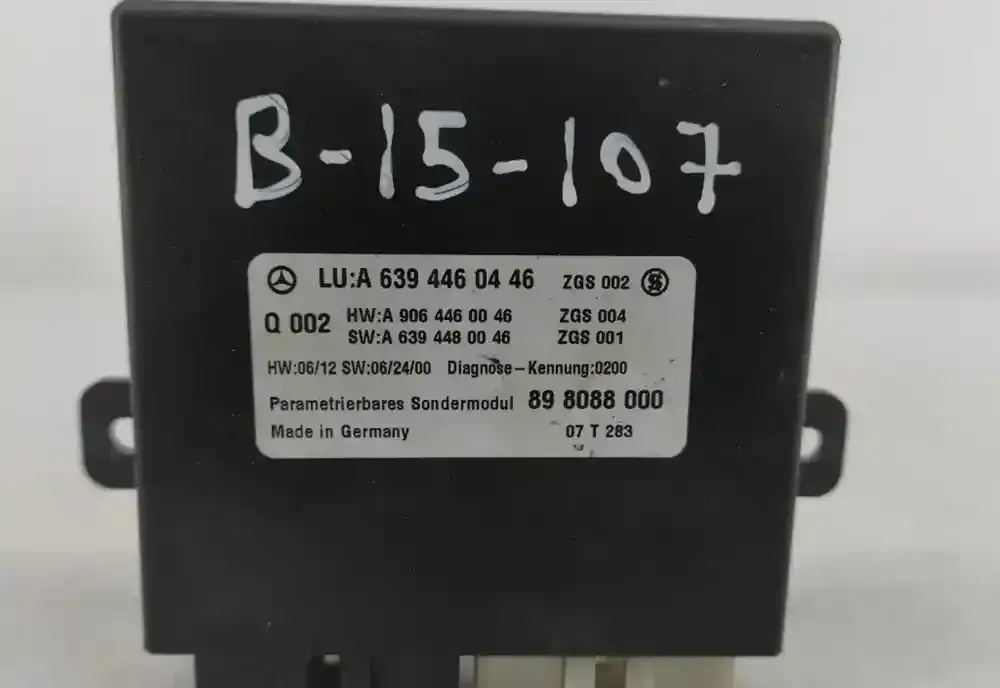 B-15-107
LU:A 639 446 04 46 ZGS 002
Q 002 HW:A 906 446 00 46 ZGS 004
SW:A 639 448 00 46 ZGS 001
HW:06/12 SW:06/24/00 Diagnose-Kennung:0200
Parametrierbares Sondermodul 89 8088 000
Made in Germany 07 T 283